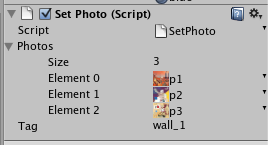 Set Photo (Script)
Script SetPhoto
Photos
Size 3
Element 0 p1
Element 1 p2
Element 2 p3
Tag wall_1